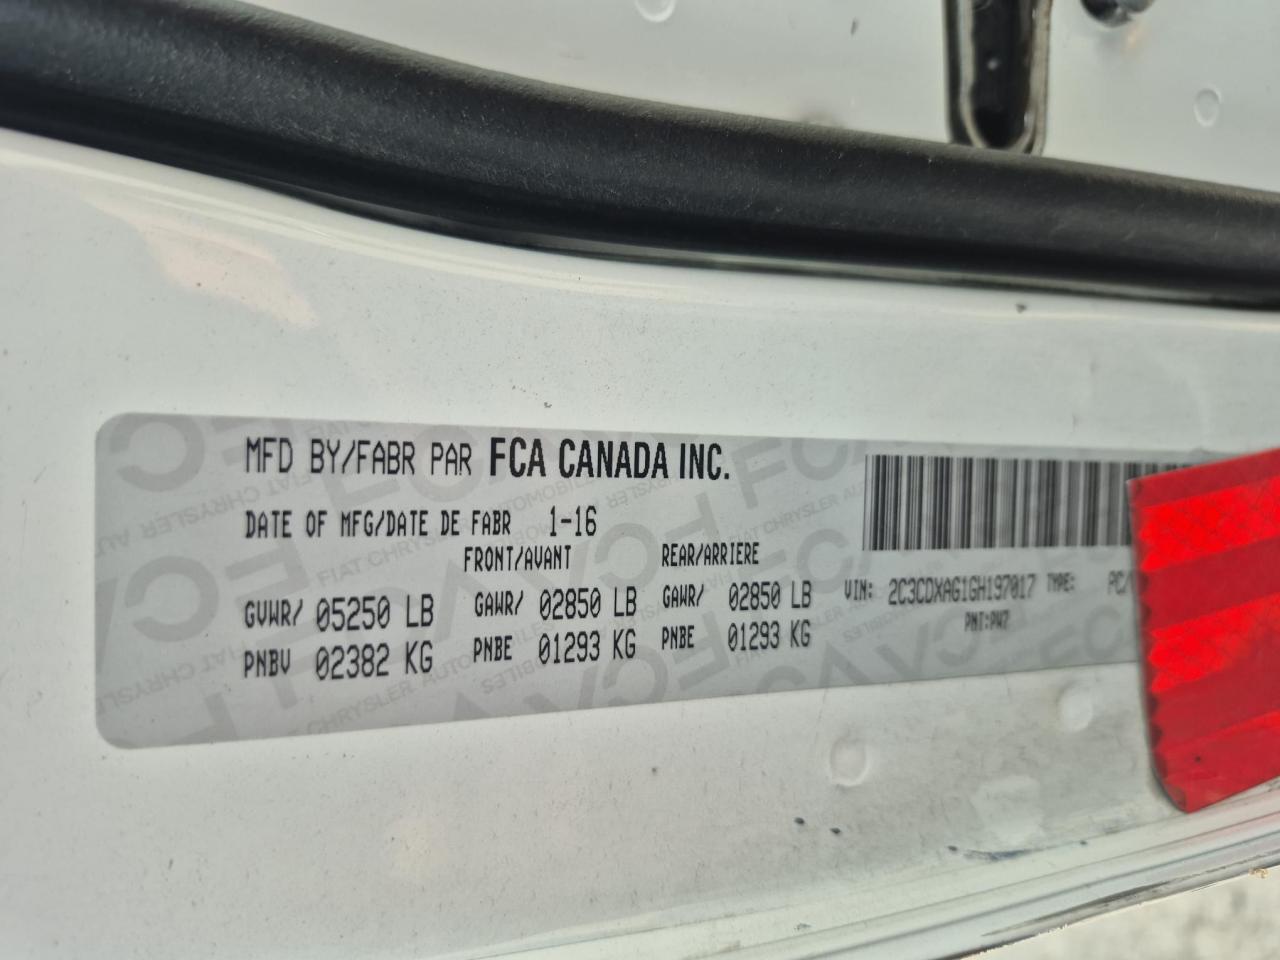 MFD BY/FABR PAR FCA CANADA INC.
DATE OF MFG/DATE DE FABR 1-16
FRONT/AVANT REAR/ARRIERE
GVWR/ 05250 LB GAWR/ 02850 LB GAWR/ 02850 LB
PNBV 02382 KG PNBE 01293 KG PNBE 01293 KG
VIN: 2C3CDXAG1GH197017 TYPE: PC/
PNT:PW7